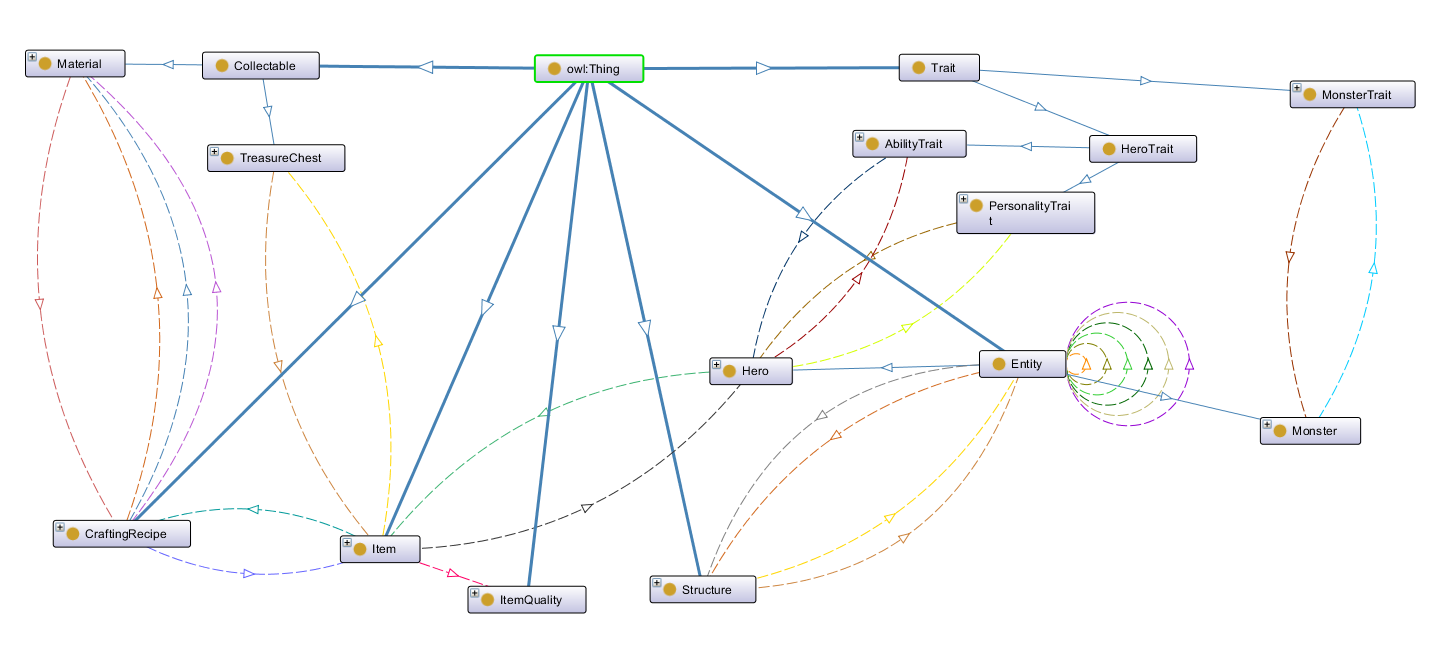 Material
Collectable
owl:Thing
Trait
MonsterTrait
TreasureChest
AbilityTrait
HeroTrait
PersonalityTrai
t
Hero
Entity
Monster
CraftingRecipe
Item
ItemQuality
Structure